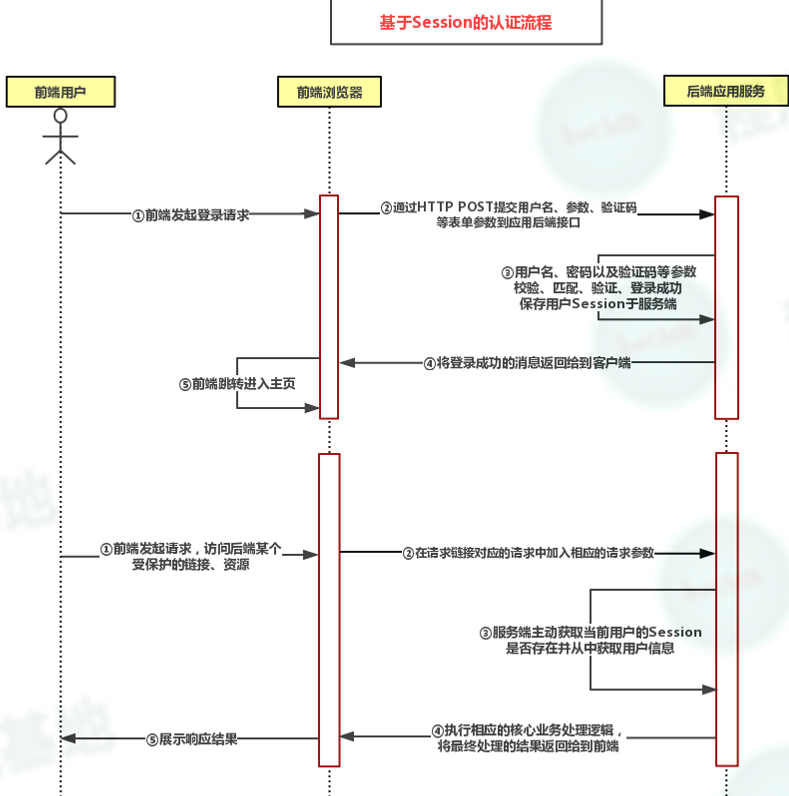 基于Session的认证流程
前端用户
前端浏览器
后端应用服务
①前端发起登录请求
②通过HTTP POST提交用户名、参数、验证码
等表单参数到应用后端接口
③用户名、密码以及验证码等参数
校验、匹配、验证、登录成功
保存用户Session于服务端
④将登录成功的消息返回给到客户端
⑤前端跳转进入主页
①前端发起请求，访问后端某个
受保护的链接、资源
②在请求链接对应的请求中加入相应的请求参数
③服务端主动获取当前用户的Session
是否存在并从中获取用户信息
④执行相应的核心业务处理逻辑，
将最终处理的结果返回给到前端
⑤展示响应结果